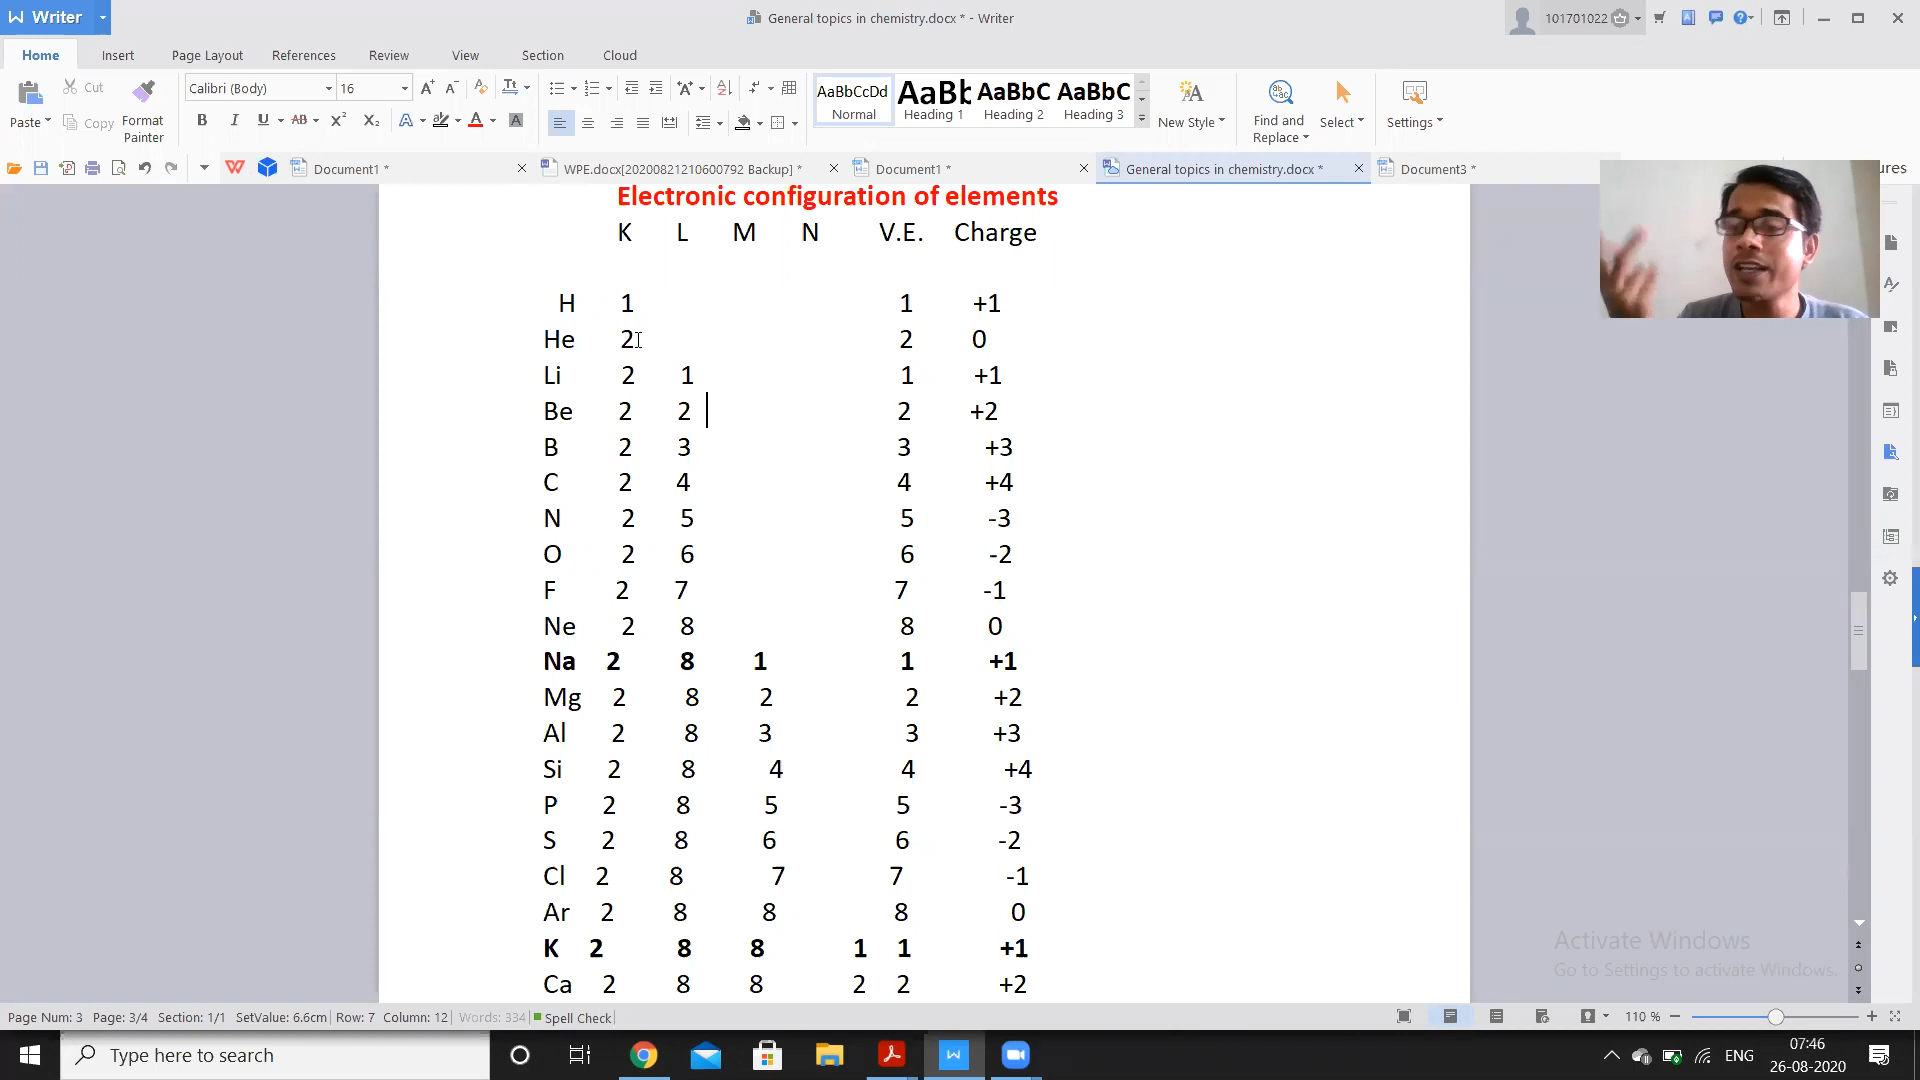 Writer
General topics in chemistry.docx * - Writer
101701022
Home Insert Page Layout References Review View Section Cloud
Paste Cut Copy Format Painter
Calibri (Body) 16
AaBbCcDd Normal
AaBb Heading 1
AaBbC Heading 2
AaBbC Heading 3
New Style
Find and Replace
Select
Settings
Document1 * WPE.docx[20200821210600792 Backup] * Document1 * General topics in chemistry.docx * Document3 *
ures
Electronic configuration of elements
K L M N V.E. Charge
H 1 1 +1
He 2 2 0
Li 2 1 1 +1
Be 2 2 2 +2
B 2 3 3 +3
C 2 4 4 +4
N 2 5 5 -3
O 2 6 6 -2
F 2 7 7 -1
Ne 2 8 8 0
Na 2 8 1 1 +1
Mg 2 8 2 2 +2
Al 2 8 3 3 +3
Si 2 8 4 4 +4
P 2 8 5 5 -3
S 2 8 6 6 -2
Cl 2 8 7 7 -1
Ar 2 8 8 8 0
K 2 8 8 1 1 +1
Ca 2 8 8 2 2 +2
Activate Windows
Go to Settings to activate Windows.
Page Num: 3 Page: 3/4 Section: 1/1 SetValue: 6.6cm Row: 7 Column: 12 Words: 334 Spell Check 110 %
Type here to search
ENG
07:46
26-08-2020